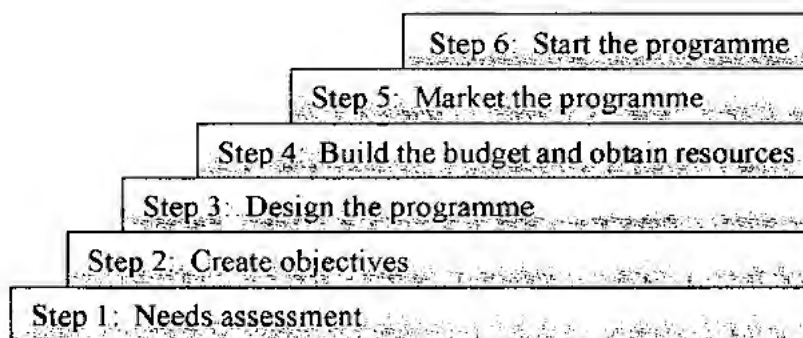 Step 6: Start the programme
Step 5: Market the programme
Step 4: Build the budget and obtain resources
Step 3: Design the programme
Step 2: Create objectives
Step 1: Needs assessment